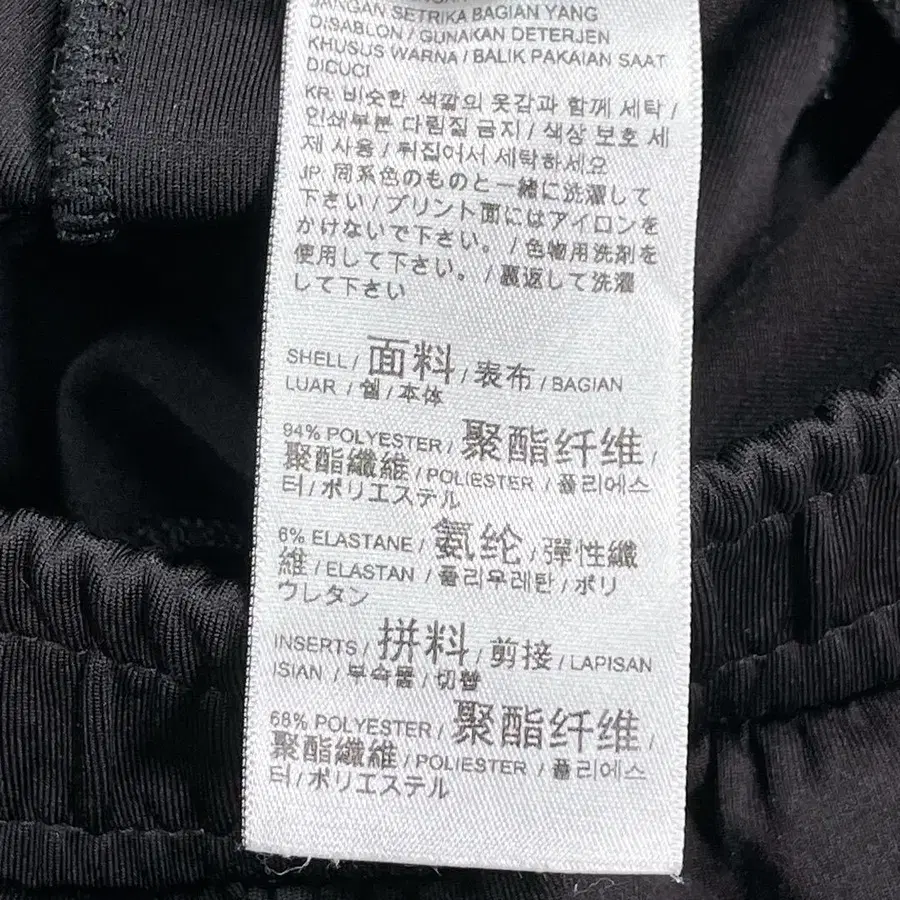 JANGAN SETRIKA BAGIAN YANG
DISABLON / GUNAKAN DETERJEN
KHUSUS WARNA / BALIK PAKAIAN SAAT
DICUCI
KR: 비슷한 색깔의 옷감과 함께 세탁 /
인쇄부분 다림질 금지 / 색상 보호 세
제 사용 / 뒤집어서 세탁하세요
JP: 同系色のものと一緒に洗濯して
下さい / プリント面にはアイロンを
かけないで下さい。 / 色物用洗剤を
使用して下さい。 / 裏返して洗濯
して下さい
SHELL / 面料 / 表布 / BAGIAN
LUAR / 쉘 / 本体
94% POLYESTER / 聚酯纤维 /
聚酯纖維 / POLIESTER / 폴리에스
터 / ポリエステル
6% ELASTANE / 氨纶 / 彈性纖
維 / ELASTAN / 폴리우레탄 / ポリ
ウレタン
INSERTS / 拼料 / 剪接 / LAPISAN
ISIAN / 부속물 / 切替
68% POLYESTER / 聚酯纤维 /
聚酯纖維 / POLIESTER / 폴리에스
터 / ポリエステル